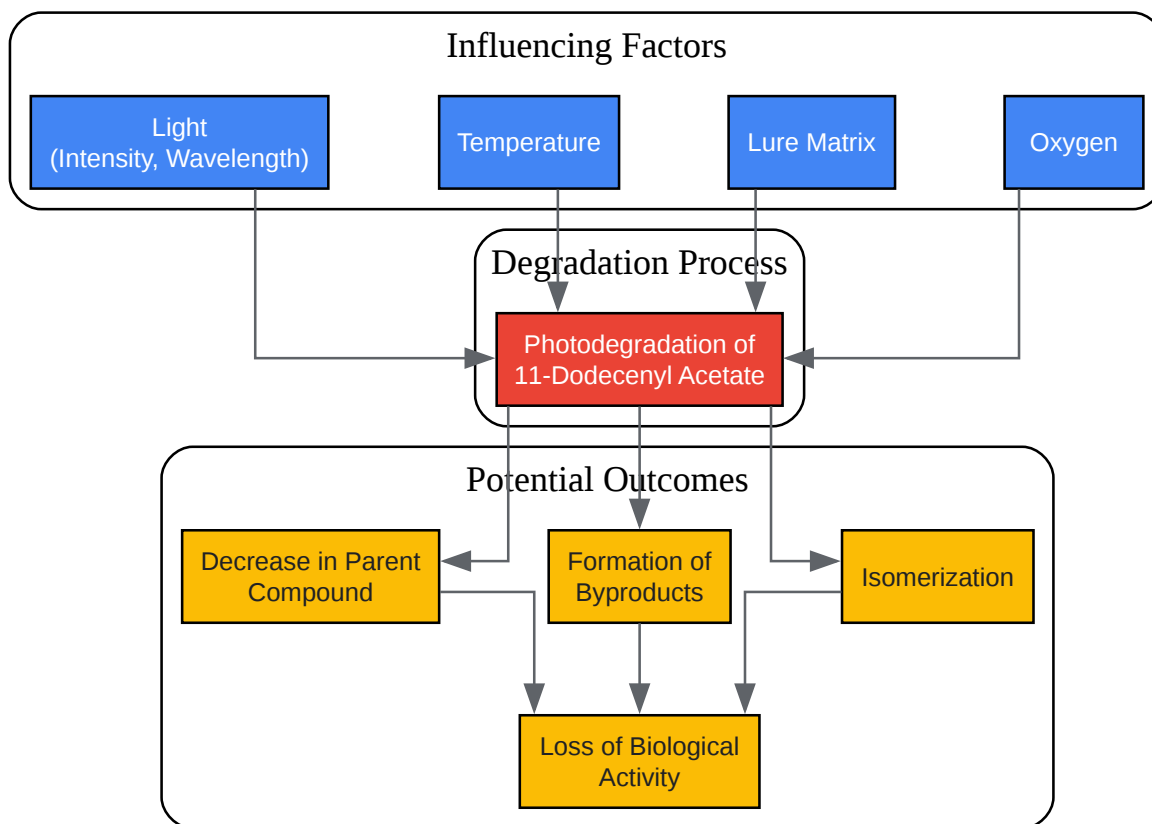 Influencing Factors
Light
(Intensity, Wavelength)
Temperature
Lure Matrix
Oxygen
Degradation Process
Photodegradation of
11-Dodecenyl Acetate
Potential Outcomes
Decrease in Parent
Compound
Formation of
Byproducts
Isomerization
Loss of Biological
Activity